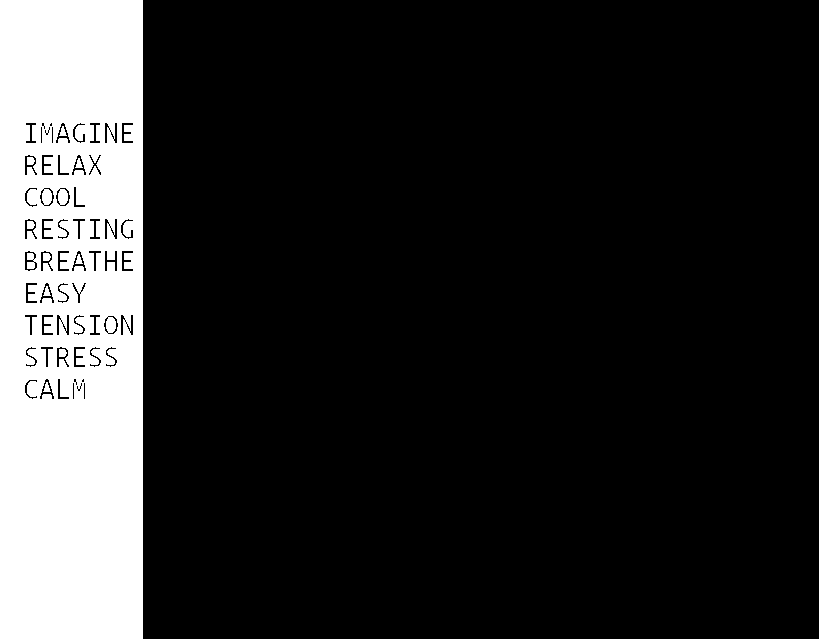 IMAGINE
RELAX
COOL
RESTING
BREATHE
EASY
TENSION
STRESS
CALM